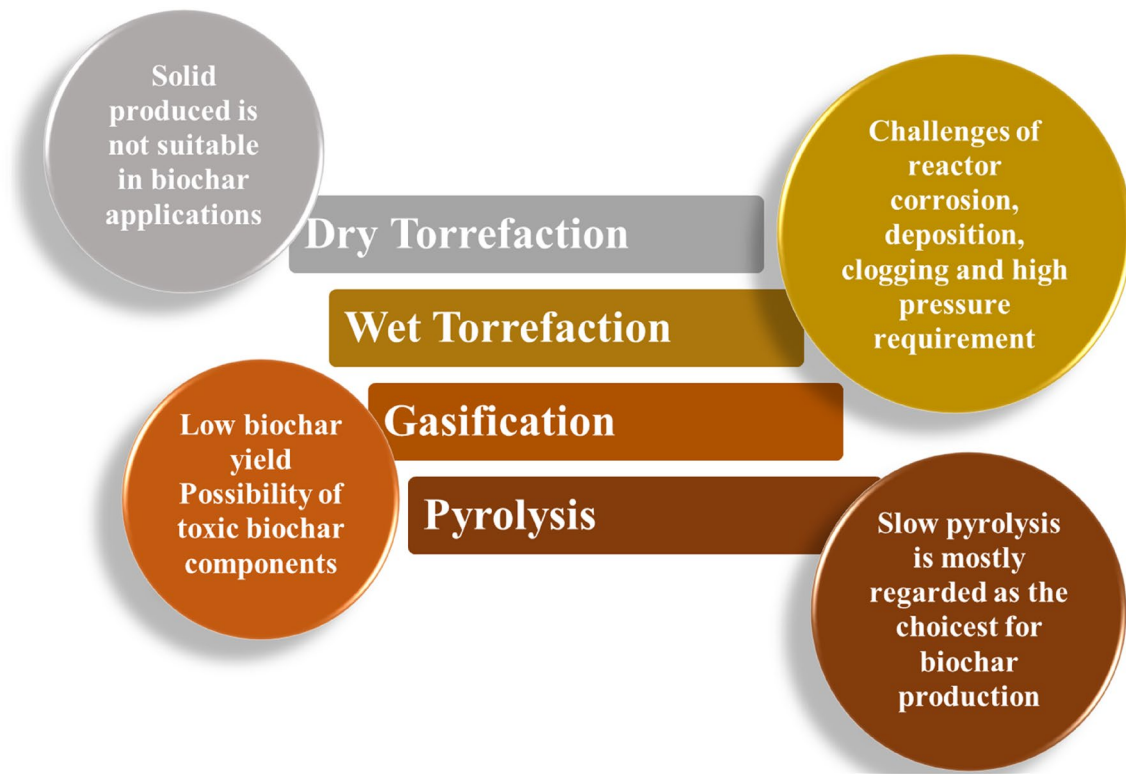 Solid
produced is
not suitable
in biochar
applications
Dry Torrefaction
Challenges of
reactor
corrosion,
deposition,
clogging and high
pressure
requirement
Wet Torrefaction
Low biochar
yield
Possibility of
toxic biochar
components
Gasification
Pyrolysis
Slow pyrolysis
is mostly
regarded as the
choicest for
biochar
production